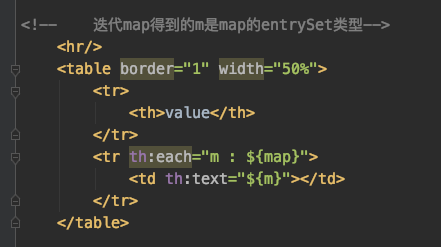 <!--    迭代map得到的m是map的entrySet类型-->
<hr/>
<table border="1" width="50%">
<tr>
<th>value</th>
</tr>
<tr th:each="m : ${map}">
<td th:text="${m}"></td>
</tr>
</table>